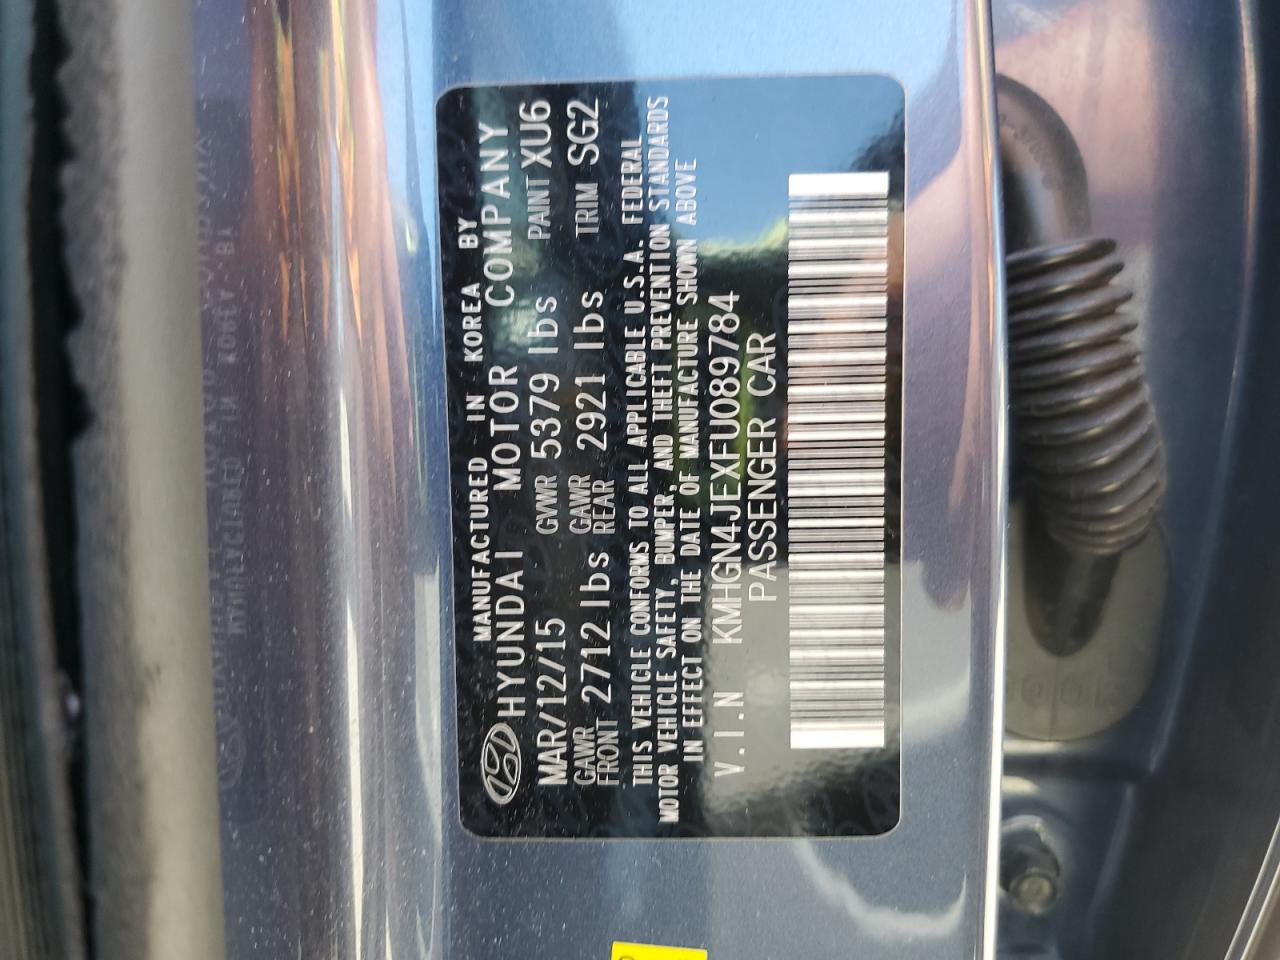 MANUFACTURED IN KOREA BY
HYUNDAI MOTOR COMPANY
MAR/12/15 GVWR 5379 lbs PAINT XU6
GAWR FRONT 2712 lbs GAWR REAR 2921 lbs TRIM SG2
THIS VEHICLE CONFORMS TO ALL APPLICABLE U.S.A. FEDERAL
MOTOR VEHICLE SAFETY, BUMPER, AND THEFT PREVENTION STANDARDS
IN EFFECT ON THE DATE OF MANUFACTURE SHOWN ABOVE
V.I.N KMHGN4JEXFU089784
PASSENGER CAR